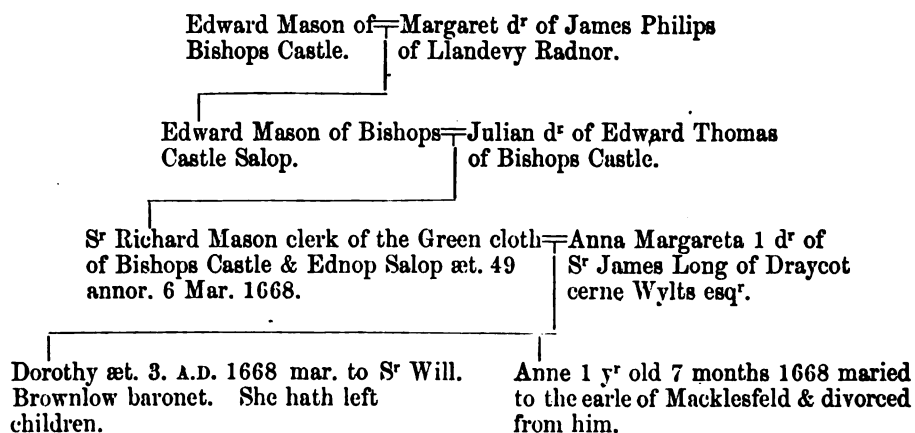 Edward Mason of Margaret dʳ of James Philips
Bishops Castle. of Llandevy Radnor.
Edward Mason of Bishops Julian dʳ of Edward Thomas
Castle Salop. of Bishops Castle.
Sʳ Richard Mason clerk of the Green cloth Anna Margareta 1 dʳ of
of Bishops Castle & Ednop Salop æt. 49 Sʳ James Long of Draycot
annor. 6 Mar. 1668. cerne Wylts esqʳ.
Dorothy æt. 3. A.D. 1668 mar. to Sʳ Will. Anne 1 yʳ old 7 months 1668 maried
Brownlow baronet. She hath left to the earle of Macklesfeld & divorced
children. from him.